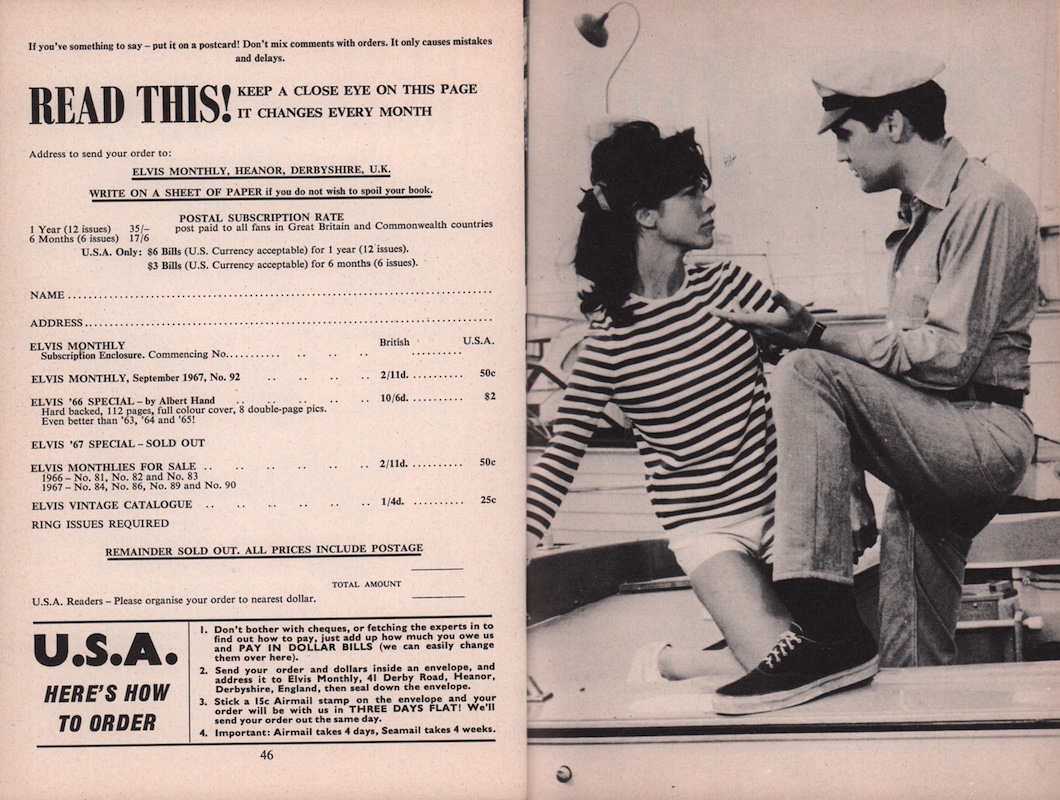 If you've something to say – put it on a postcard! Don't mix comments with orders. It only causes mistakes
and delays.
READ THIS! KEEP A CLOSE EYE ON THIS PAGE
IT CHANGES EVERY MONTH
Address to send your order to:
ELVIS MONTHLY, HEANOR, DERBYSHIRE, U.K.
WRITE ON A SHEET OF PAPER if you do not wish to spoil your book.
POSTAL SUBSCRIPTION RATE
1 Year (12 issues) 35/– post paid to all fans in Great Britain and Commonwealth countries
6 Months (6 issues) 17/6
U.S.A. Only: $6 Bills (U.S. Currency acceptable) for 1 year (12 issues).
$3 Bills (U.S. Currency acceptable) for 6 months (6 issues).
NAME
ADDRESS
ELVIS MONTHLY British U.S.A.
Subscription Enclosure. Commencing No.
ELVIS MONTHLY, September 1967, No. 92 .. .. .. .. 2/11d. .......... 50c
ELVIS '66 SPECIAL – by Albert Hand .. .. .. .. 10/6d. .......... $2
Hard backed, 112 pages, full colour cover, 8 double-page pics.
Even better than '63, '64 and '65!
ELVIS '67 SPECIAL – SOLD OUT
ELVIS MONTHLIES FOR SALE .. .. .. .. .. 2/11d. .......... 50c
1966 – No. 81, No. 82 and No. 83
1967 – No. 84, No. 86, No. 89 and No. 90
ELVIS VINTAGE CATALOGUE .. .. .. .. .. 1/4d. .......... 25c
RING ISSUES REQUIRED
REMAINDER SOLD OUT. ALL PRICES INCLUDE POSTAGE
TOTAL AMOUNT
U.S.A. Readers – Please organise your order to nearest dollar.
U.S.A.
HERE'S HOW
TO ORDER
1. Don't bother with cheques, or fetching the experts in to
find out how to pay, just add up how much you owe us
and PAY IN DOLLAR BILLS (we can easily change
them over here).
2. Send your order and dollars inside an envelope, and
address it to Elvis Monthly, 41 Derby Road, Heanor,
Derbyshire, England, then seal down the envelope.
3. Stick a 15c Airmail stamp on the envelope and your
order will be with us in THREE DAYS FLAT! We'll
send your order out the same day.
4. Important: Airmail takes 4 days, Seamail takes 4 weeks.
46